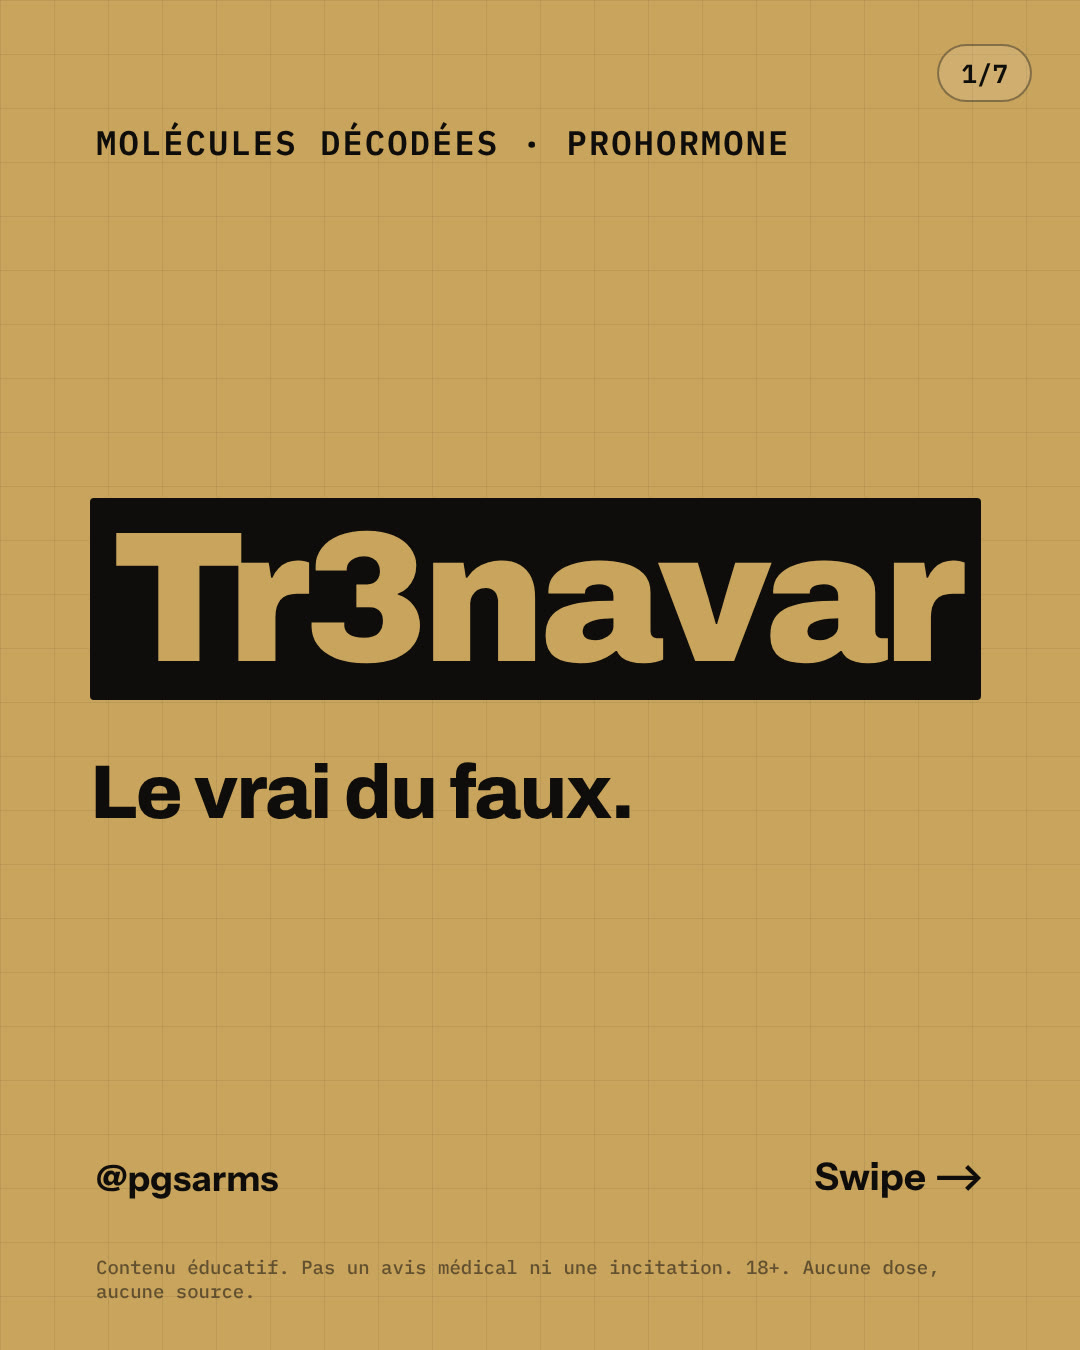 1/7
MOLÉCULES DÉCODÉES · PROHORMONE
Tr3navar
Le vrai du faux.
@pgsarms
Swipe →
Contenu éducatif. Pas un avis médical ni une incitation. 18+. Aucune dose,
aucune source.